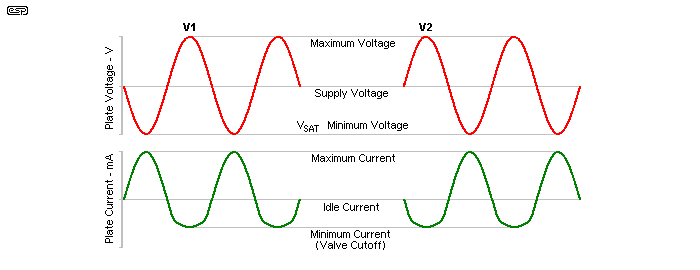 esp
V1
V2
Maximum Voltage
Plate Voltage - V
Supply Voltage
VSAT Minimum Voltage
Maximum Current
Plate Current - mA
Idle Current
Minimum Current
(Valve Cutoff)